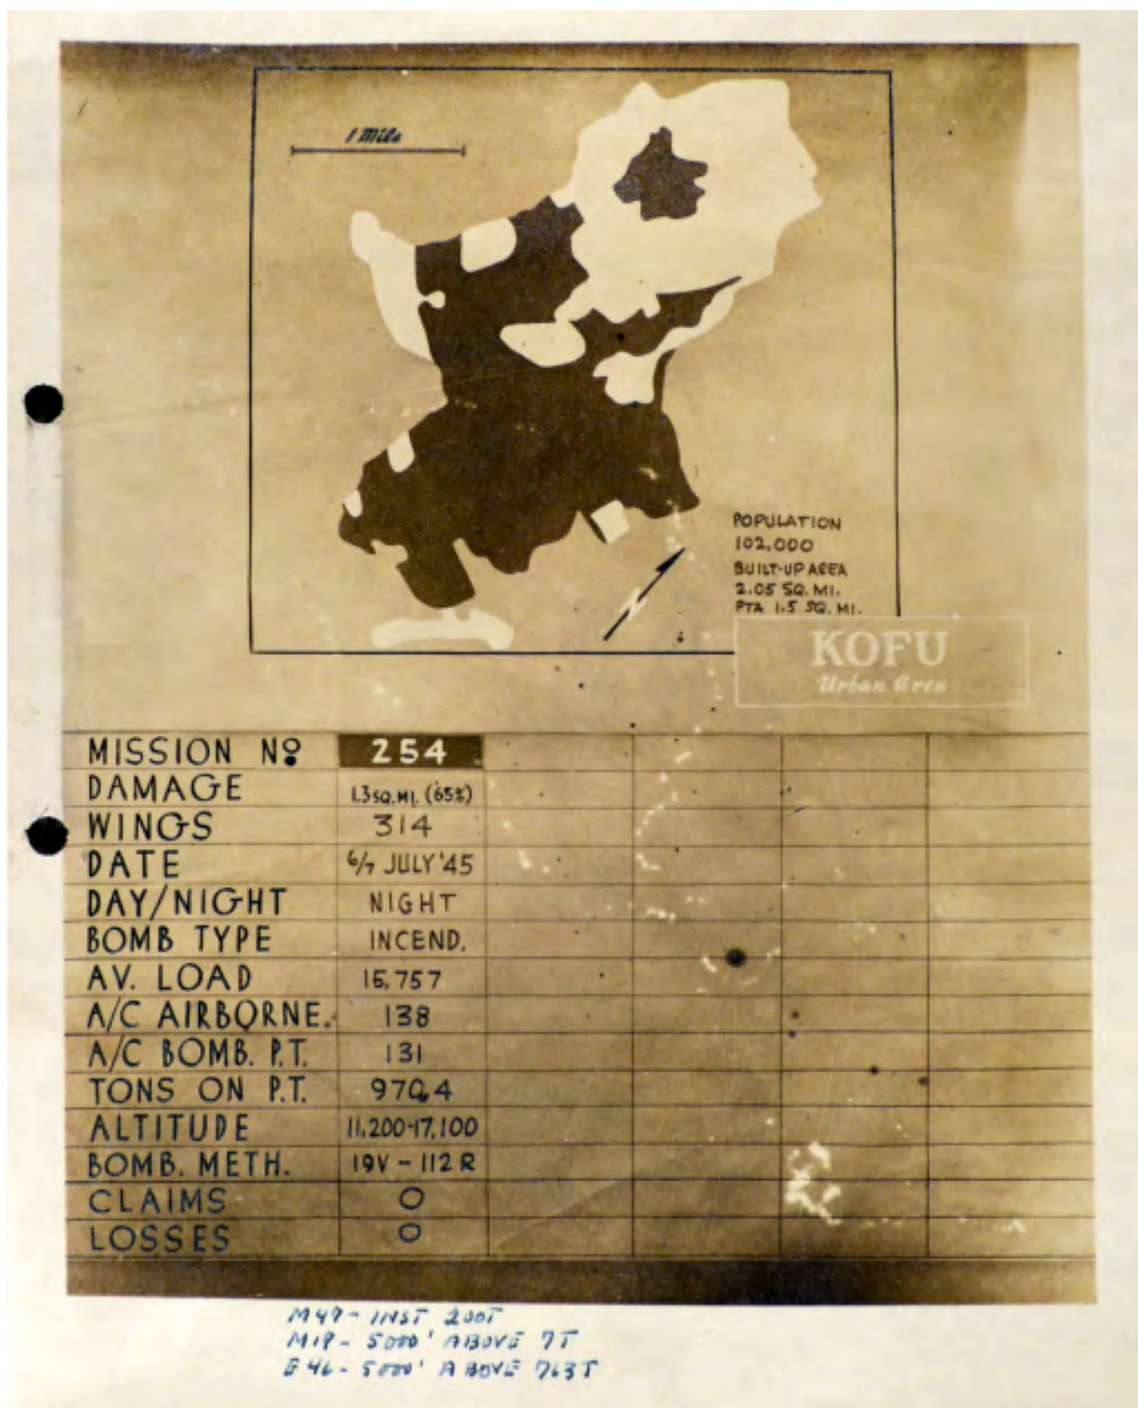 1 Mile
POPULATION
102,000
BUILT-UP AREA
2.05 SQ. MI.
PTA 1.5 SQ. MI.
KOFU
Urban Area
MISSION Nº 254
DAMAGE 1.3 SQ. MI. (65%)
WINGS 314
DATE 6/7 JULY '45
DAY/NIGHT NIGHT
BOMB TYPE INCEND.
AV. LOAD 15,757
A/C AIRBORNE. 138
A/C BOMB. P.T. 131
TONS ON P.T. 970.4
ALTITUDE 11,200-17,100
BOMB. METH. 19V - 112 R
CLAIMS 0
LOSSES 0
M47 - INST 200T
M19 - 5000' ABOVE 7T
E46 - 5000' ABOVE 763T